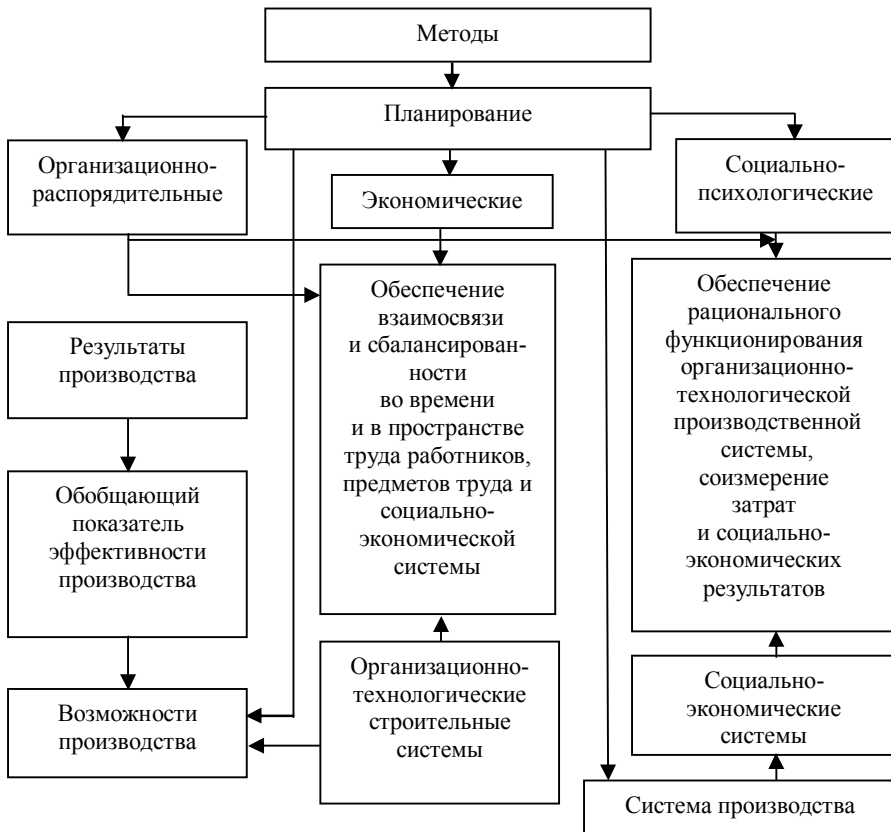 Методы
Планирование
Организационно-
распорядительные
Экономические
Социально-
психологические
Обеспечение
взаимосвязи
и сбалансирован-
ности
во времени
и в пространстве
труда работников,
предметов труда и
социально-
экономической
системы
Обеспечение
рационального
функционирования
организационно-
технологической
производственной
системы,
соизмерение
затрат
и социально-
экономических
результатов
Результаты
производства
Обобщающий
показатель
эффективности
производства
Возможности
производства
Организационно-
технологические
строительные
системы
Социально-
экономические
системы
Система производства